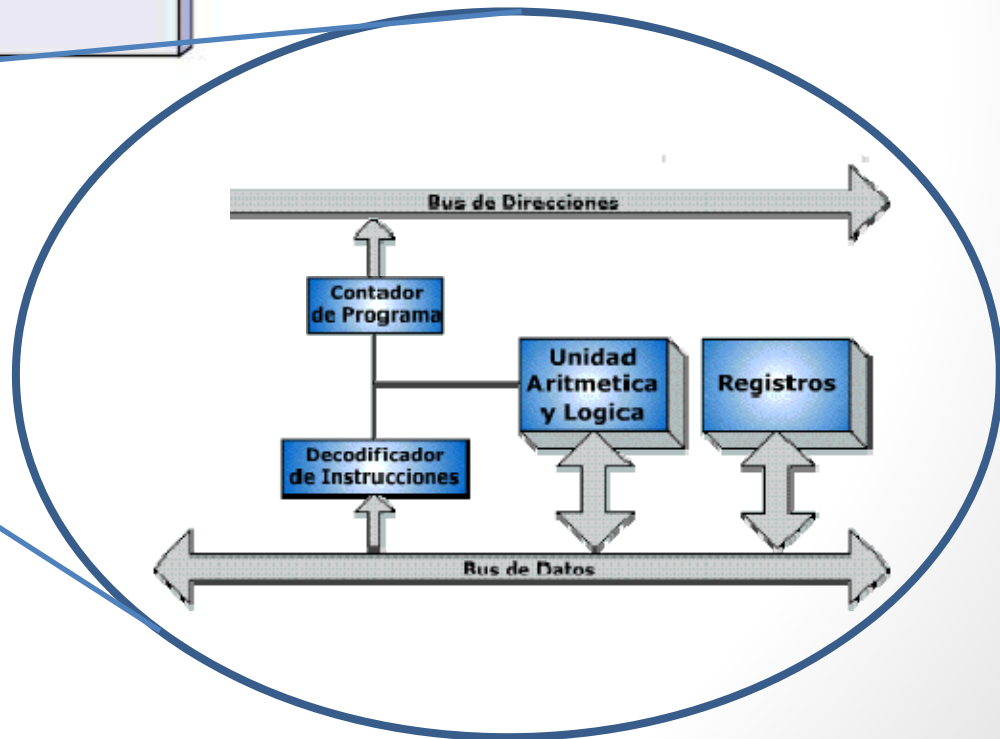 Bus de Direcciones
Contador
de Programa
Unidad
Aritmetica
y Logica
Registros
Decodificador
de Instrucciones
Bus de Datos